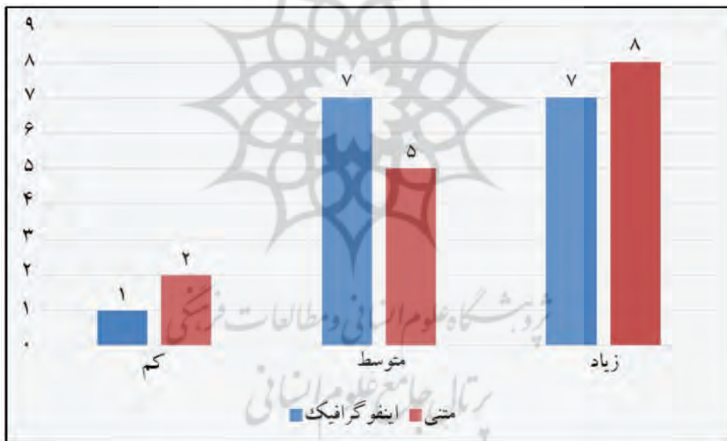 ۹
۸
۷
۶
۵
۴
۳
۲
۱
۰
۱
۲
۷
۵
۷
۸
کم
متوسط
زیاد
اینفوگرافیک
متنی
پژوهشگاه علوم انسانی و مطالعات فرهنگی
پرتال جامع علوم انسانی